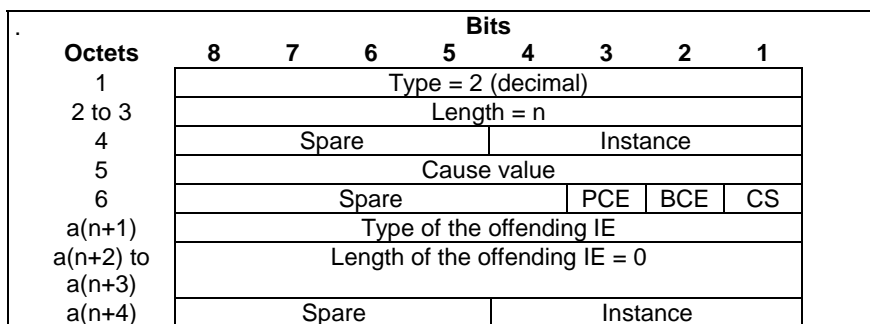 .
Bits
Octets 8 7 6 5 4 3 2 1
1 Type = 2 (decimal)
2 to 3 Length = n
4 Spare Instance
5 Cause value
6 Spare PCE BCE CS
a(n+1) Type of the offending IE
a(n+2) to Length of the offending IE = 0
a(n+3)
a(n+4) Spare Instance